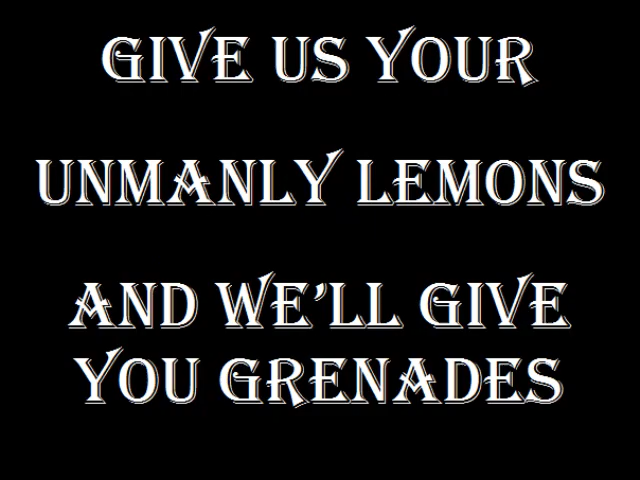 GIVE US YOUR
UNMANLY LEMONS
AND WE'LL GIVE
YOU GRENADES